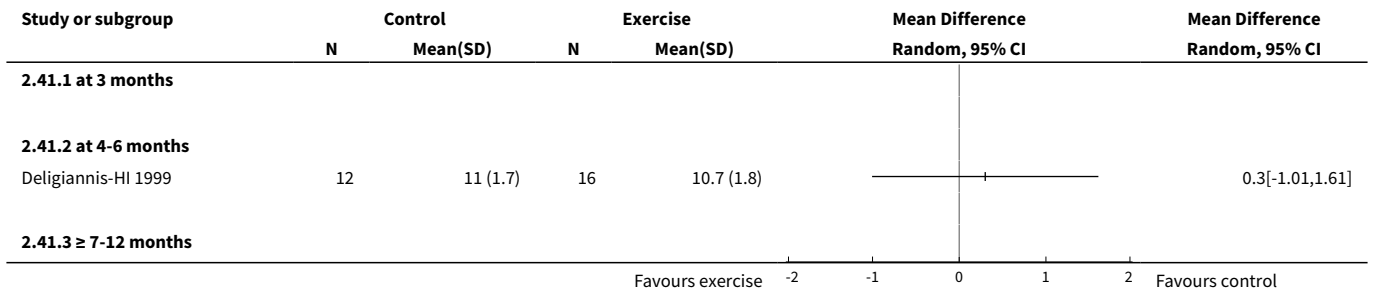 Study or subgroup Control Exercise Mean Difference Mean Difference
N Mean(SD) N Mean(SD) Random, 95% CI Random, 95% CI
2.41.1 at 3 months
2.41.2 at 4-6 months
Deligiannis-HI 1999 12 11 (1.7) 16 10.7 (1.8) 0.3[-1.01,1.61]
2.41.3 ≥ 7-12 months
Favours exercise -2 -1 0 1 2 Favours control